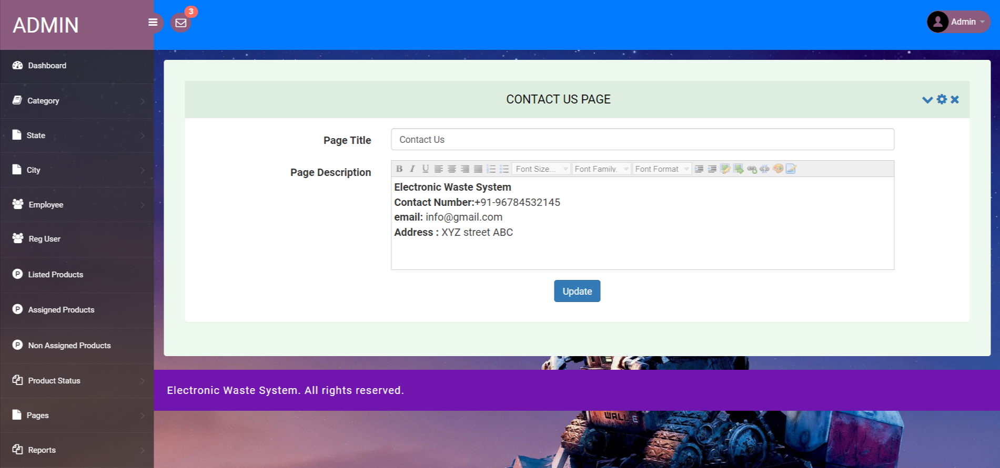 ADMIN
3
Admin
Dashboard
Category
State
City
Employee
Reg User
P Listed Products
P Assigned Products
P Non Assigned Products
Product Status
Pages
Reports
CONTACT US PAGE
Page Title
Contact Us
Page Description
B I U Font Size... Font Family. Font Format
Electronic Waste System
Contact Number:+91-96784532145
email: info@gmail.com
Address : XYZ street ABC
Update
Electronic Waste System. All rights reserved.
WALL E